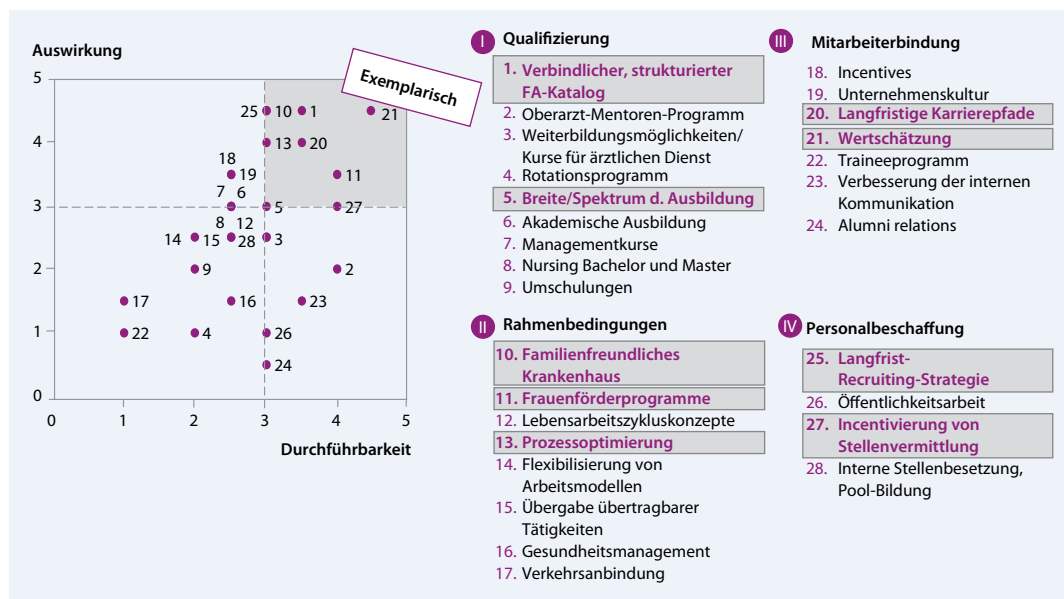 Auswirkung
5
4
3
2
1
0
0
1
2
3
4
5
Durchführbarkeit
Exemplarisch
25
10
1
21
13
20
18
19
11
7
6
5
27
8
12
14
15
28
3
9
2
17
16
23
22
4
26
24
I Qualifizierung
1. Verbindlicher, strukturierter
FA-Katalog
2. Oberarzt-Mentoren-Programm
3. Weiterbildungsmöglichkeiten/
Kurse für ärztlichen Dienst
4. Rotationsprogramm
5. Breite/Spektrum d. Ausbildung
6. Akademische Ausbildung
7. Managementkurse
8. Nursing Bachelor und Master
9. Umschulungen
II Rahmenbedingungen
10. Familienfreundliches
Krankenhaus
11. Frauenförderprogramme
12. Lebensarbeitszykluskonzepte
13. Prozessoptimierung
14. Flexibilisierung von
Arbeitsmodellen
15. Übergabe übertragbarer
Tätigkeiten
16. Gesundheitsmanagement
17. Verkehrsanbindung
III Mitarbeiterbindung
18. Incentives
19. Unternehmenskultur
20. Langfristige Karrierepfade
21. Wertschätzung
22. Traineeprogramm
23. Verbesserung der internen
Kommunikation
24. Alumni relations
IV Personalbeschaffung
25. Langfrist-
Recruiting-Strategie
26. Öffentlichkeitsarbeit
27. Incentivierung von
Stellenvermittlung
28. Interne Stellenbesetzung,
Pool-Bildung